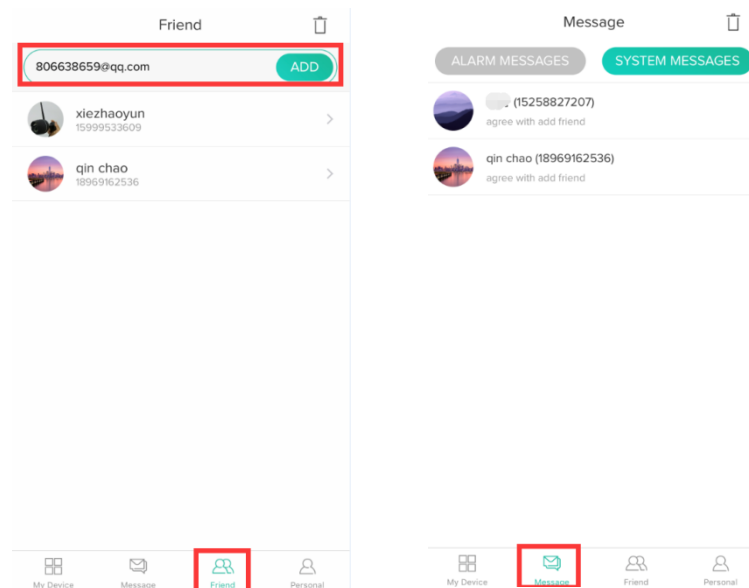 Friend
806638659@qq.com
ADD
xiezhaoyun
15999533609
qin chao
18969162536
My Device
Message
Friend
Personal
Message
ALARM MESSAGES
SYSTEM MESSAGES
(15258827207)
agree with add friend
qin chao (18969162536)
agree with add friend
My Device
Message
Friend
Personal